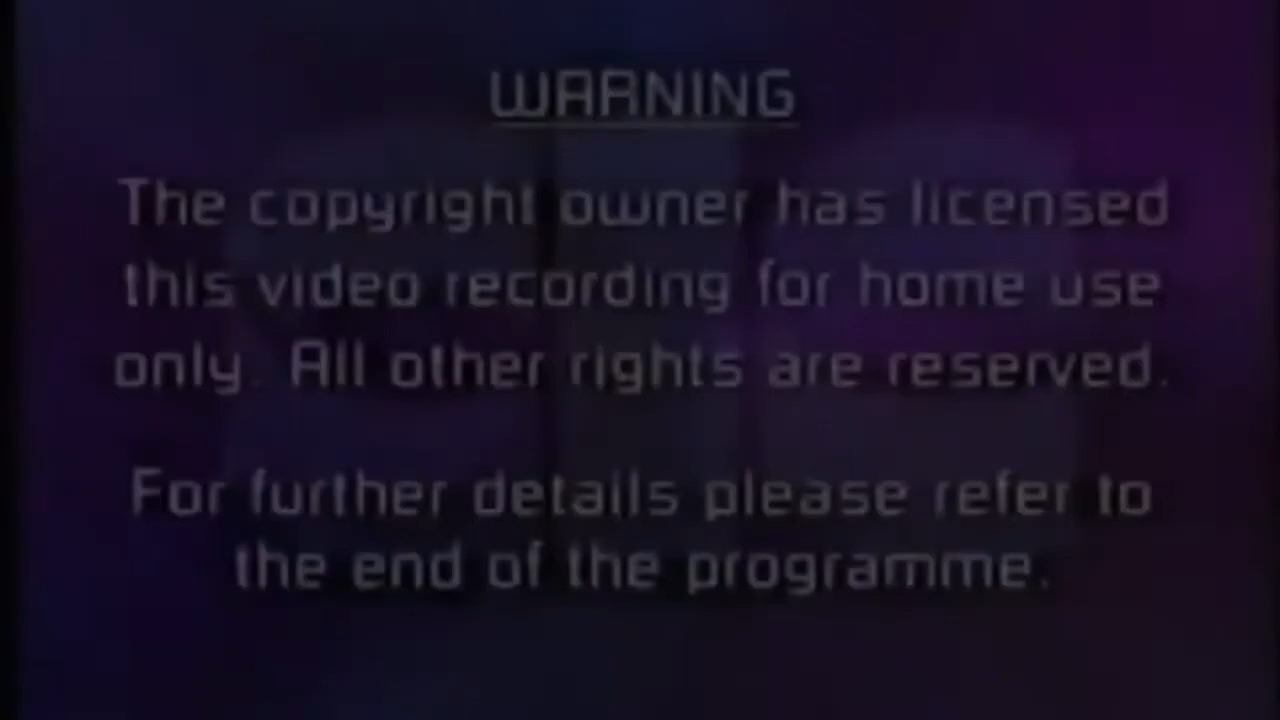 WARNING
The copyright owner has licensed
this video recording for home use
only. All other rights are reserved.
For further details please refer to
the end of the programme.